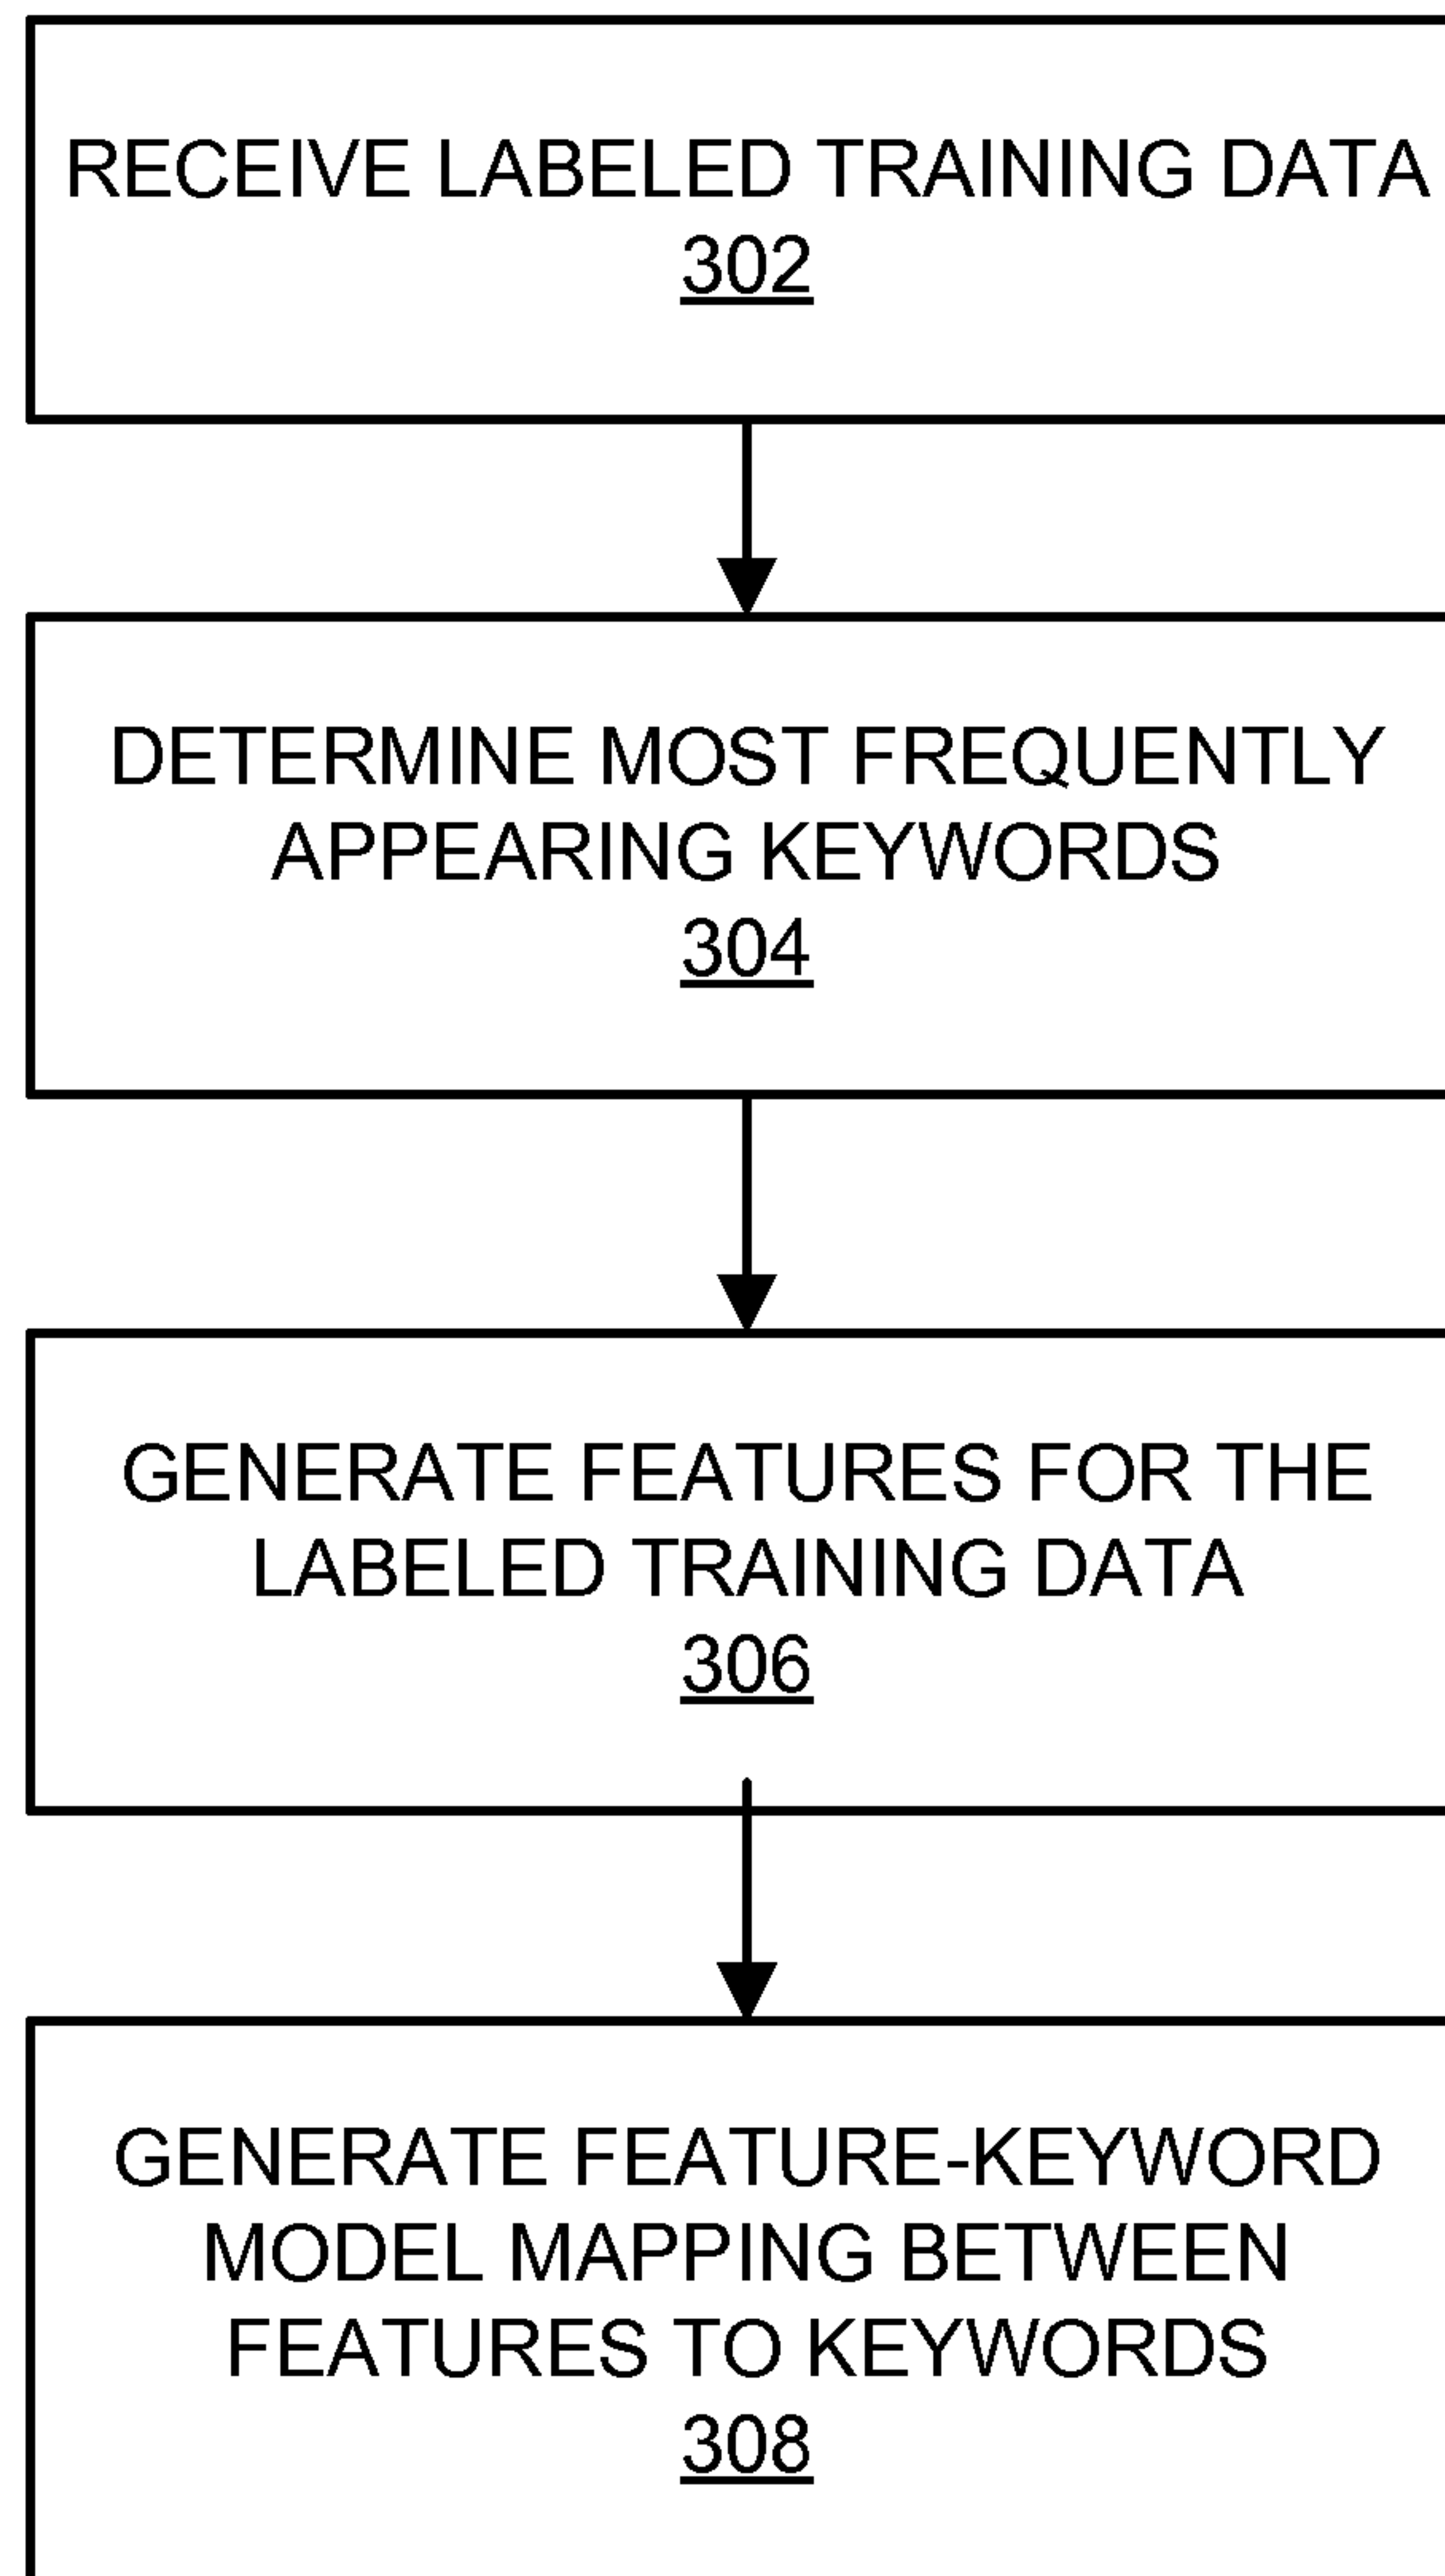 RECEIVE LABELED TRAINING DATA
302
DETERMINE MOST FREQUENTLY
APPEARING KEYWORDS
304
GENERATE FEATURES FOR THE
LABELED TRAINING DATA
306
GENERATE FEATURE-KEYWORD
MODEL MAPPING BETWEEN
FEATURES TO KEYWORDS
308